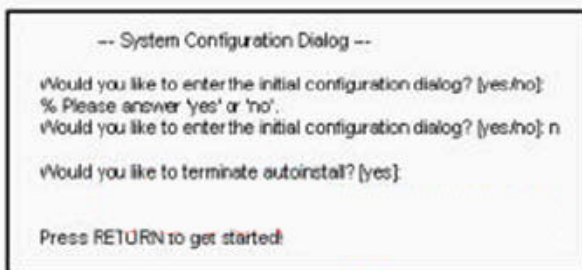 --- System Configuration Dialog ---
Would you like to enter the initial configuration dialog? [yes/no]:
% Please answer 'yes' or 'no'.
Would you like to enter the initial configuration dialog? [yes/no]: n
Would you like to terminate autoinstall? [yes]:
Press RETURN to get started!